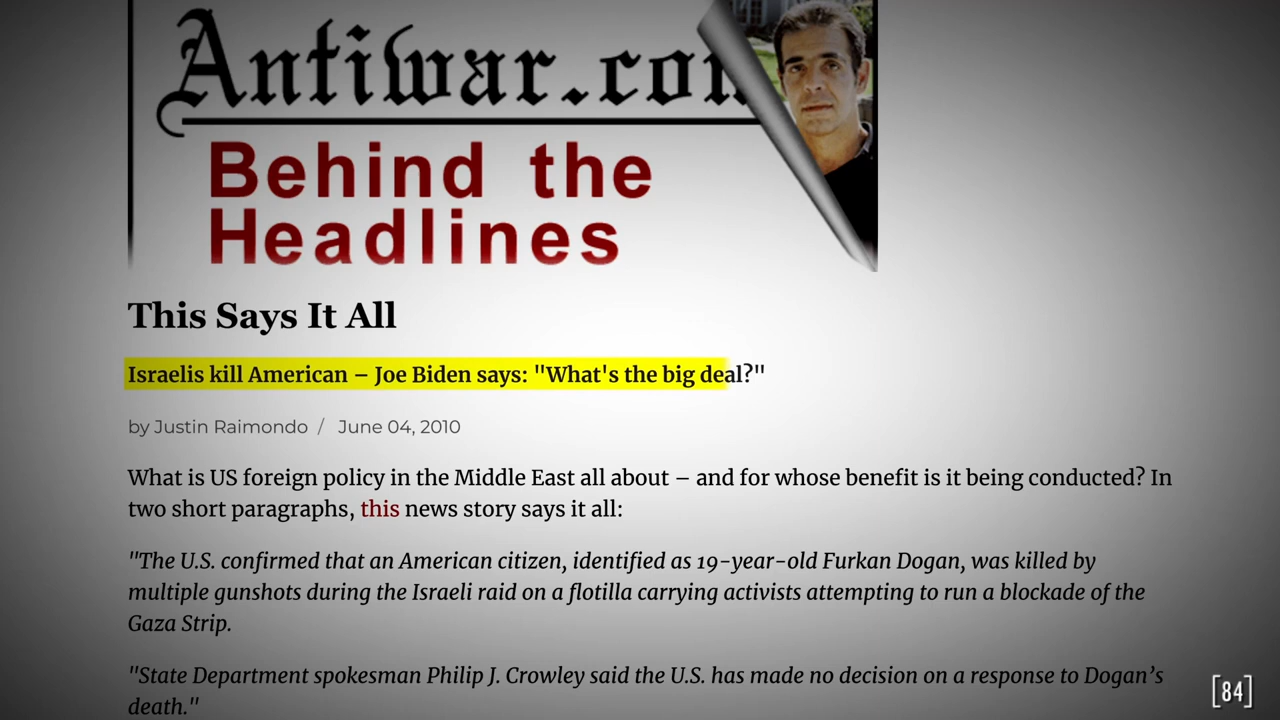 Antiwar.com
Behind the
Headlines
This Says It All
Israelis kill American – Joe Biden says: "What's the big deal?"
by Justin Raimondo / June 04, 2010
What is US foreign policy in the Middle East all about – and for whose benefit is it being conducted? In
two short paragraphs, this news story says it all:
"The U.S. confirmed that an American citizen, identified as 19-year-old Furkan Dogan, was killed by
multiple gunshots during the Israeli raid on a flotilla carrying activists attempting to run a blockade of the
Gaza Strip.
"State Department spokesman Philip J. Crowley said the U.S. has made no decision on a response to Dogan’s
death."
[84]